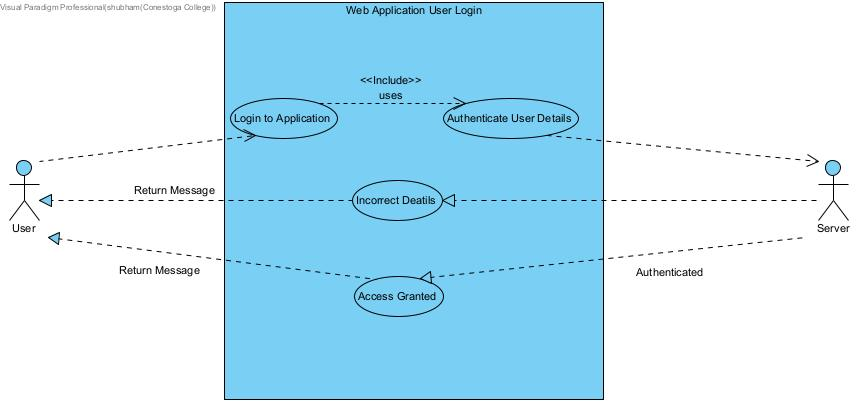 Visual Paradigm Professional(shubham(Conestoga College))
Web Application User Login
<<Include>>
uses
Login to Application
Authenticate User Details
Return Message
Incorrect Deatils
User
Server
Return Message
Authenticated
Access Granted